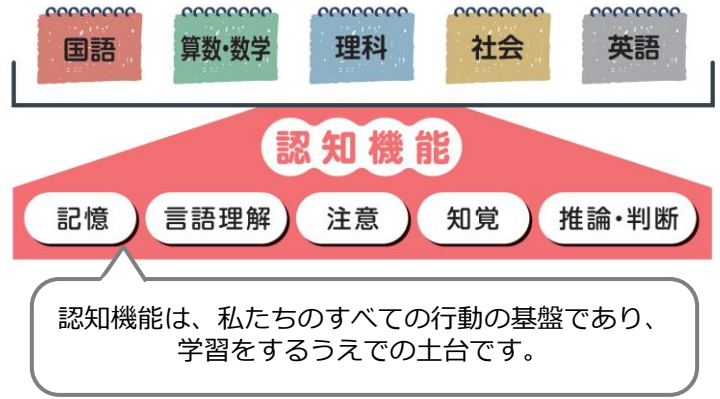 国語 算数・数学 理科 社会 英語
認知機能
記憶 言語理解 注意 知覚 推論・判断
認知機能は、私たちのすべての行動の基盤であり、
学習をするうえでの土台です。